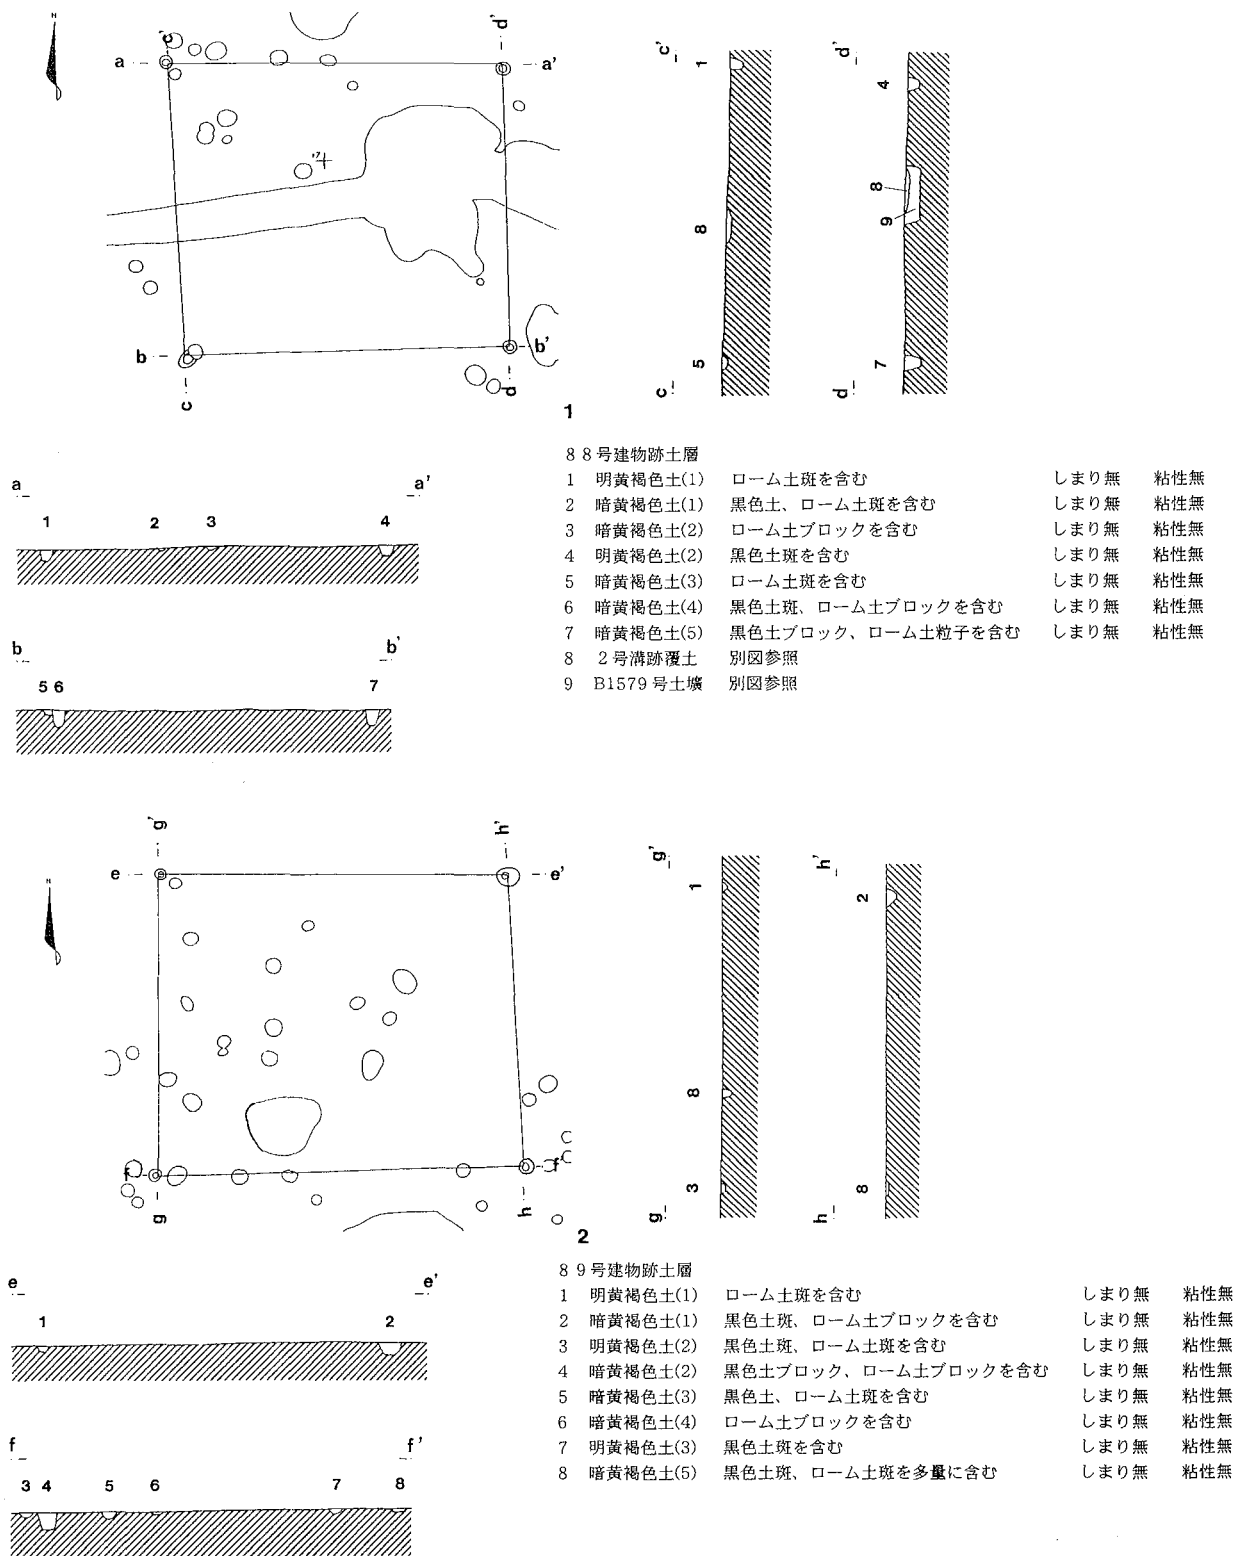 N
c'
d'
a
a'
17
b
b'
c
d
c'
1
8
5
c
d'
4
8
9
7
d
1
88号建物跡土層
1 明黄褐色土(1) ローム土斑を含む しまり無 粘性無
2 暗黄褐色土(1) 黒色土、ローム土斑を含む しまり無 粘性無
3 暗黄褐色土(2) ローム土ブロックを含む しまり無 粘性無
4 明黄褐色土(2) 黒色土斑を含む しまり無 粘性無
5 暗黄褐色土(3) ローム土斑を含む しまり無 粘性無
6 暗黄褐色土(4) 黒色土斑、ローム土ブロックを含む しまり無 粘性無
7 暗黄褐色土(5) 黒色土ブロック、ローム土粒子を含む しまり無 粘性無
8 2号溝跡覆土 別図参照
9 B1579号土壙 別図参照
a
a'
1 2 3 4
b
b'
5 6 7
N
g'
h'
e
e'
f
f'
g
h
g'
1
8
3
g
h'
2
8
h
2
89号建物跡土層
1 明黄褐色土(1) ローム土斑を含む しまり無 粘性無
2 暗黄褐色土(1) 黒色土斑、ローム土ブロックを含む しまり無 粘性無
3 明黄褐色土(2) 黒色土斑、ローム土斑を含む しまり無 粘性無
4 暗黄褐色土(2) 黒色土ブロック、ローム土ブロックを含む しまり無 粘性無
5 暗黄褐色土(3) 黒色土、ローム土斑を含む しまり無 粘性無
6 暗黄褐色土(4) ローム土ブロックを含む しまり無 粘性無
7 明黄褐色土(3) 黒色土斑を含む しまり無 粘性無
8 暗黄褐色土(5) 黒色土斑、ローム土斑を多量に含む しまり無 粘性無
e
e'
1 2
f
f'
3 4 5 6 7 8